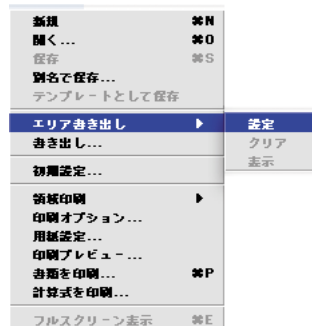 新規 ⌘N
開く... ⌘O
保存 ⌘S
別名で保存...
テンプレートとして保存
エリア書き出し ▶
設定
クリア
表示
書き出し...
初期設定...
領域印刷 ▶
印刷オプション...
用紙設定...
印刷プレビュー...
書類を印刷... ⌘P
計算式を印刷...
フルスクリーン表示 ⌘E